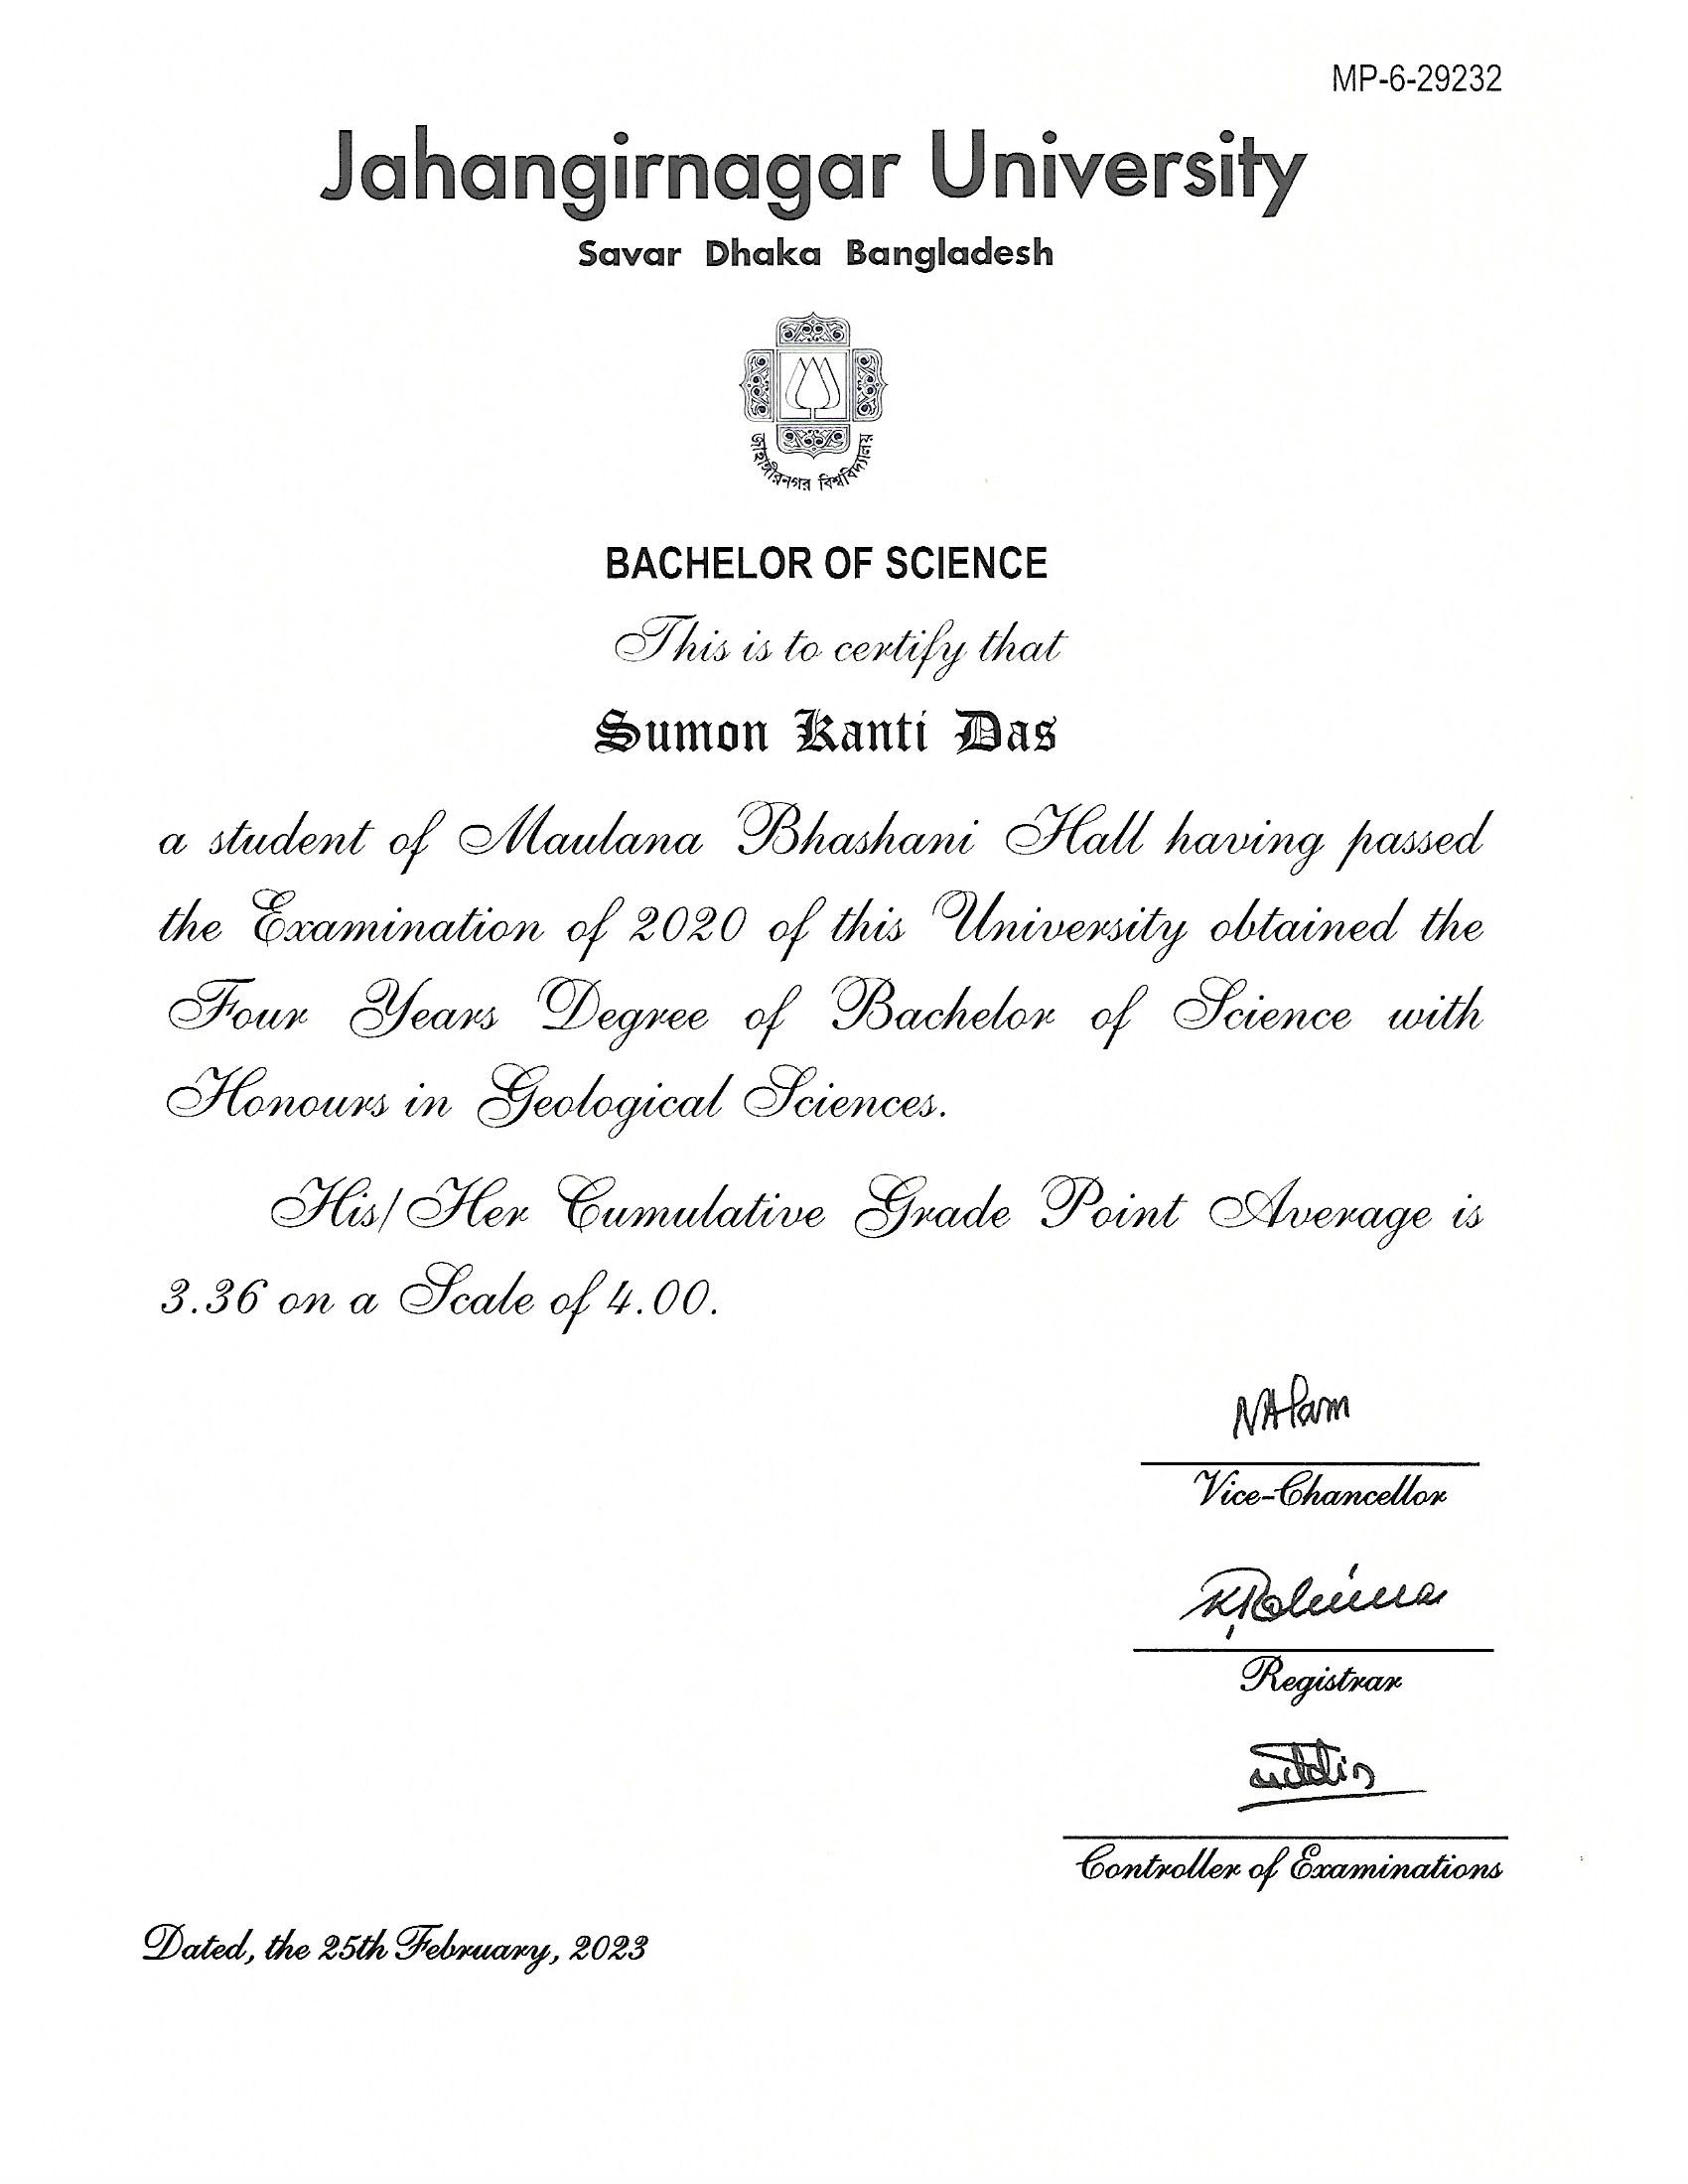 MP-6-29232
Jahangirnagar University
Savar Dhaka Bangladesh
জাহাঙ্গীরনগর বিশ্ববিদ্যালয়
BACHELOR OF SCIENCE
This is to certify that
Sumon Kanti Das
a student of Maulana Bhashani Hall having passed
the Examination of 2020 of this University obtained the
Four Years Degree of Bachelor of Science with
Honours in Geological Sciences.
His/Her Cumulative Grade Point Average is
3.36 on a Scale of 4.00.
NAlam
Vice-Chancellor
Registrar
Controller of Examinations
Dated, the 25th February, 2023